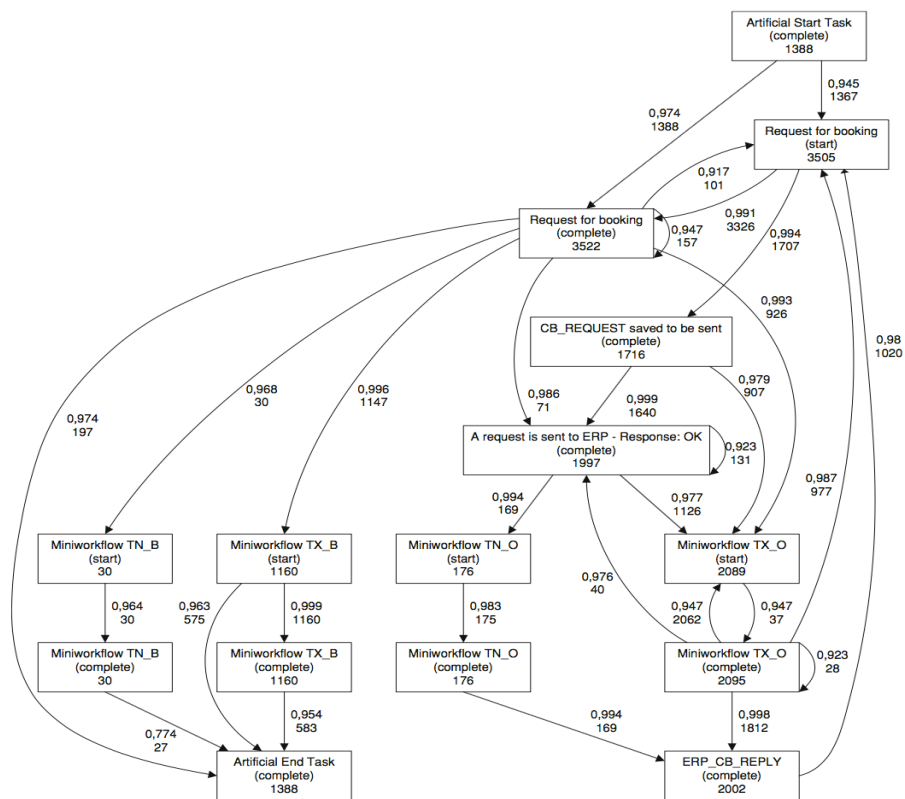 Artificial Start Task
(complete)
1388
0,945
1367
0,974
1388
Request for booking
(start)
3505
0,917
101
0,991
3326
0,994
1707
Request for booking
(complete)
3522
0,947
157
0,993
926
CB_REQUEST saved to be sent
(complete)
1716
0,98
1020
0,968
30
0,996
1147
0,974
197
0,986
71
0,999
1640
0,979
907
A request is sent to ERP - Response: OK
(complete)
1997
0,923
131
0,987
977
0,994
169
0,977
1126
Miniworkflow TN_B
(start)
30
Miniworkflow TX_B
(start)
1160
Miniworkflow TN_O
(start)
176
Miniworkflow TX_O
(start)
2089
0,976
40
0,964
30
0,963
575
0,999
1160
0,983
175
0,947
2062
0,947
37
Miniworkflow TN_B
(complete)
30
Miniworkflow TX_B
(complete)
1160
Miniworkflow TN_O
(complete)
176
Miniworkflow TX_O
(complete)
2095
0,923
28
0,774
27
0,954
583
0,994
169
0,998
1812
Artificial End Task
(complete)
1388
ERP_CB_REPLY
(complete)
2002